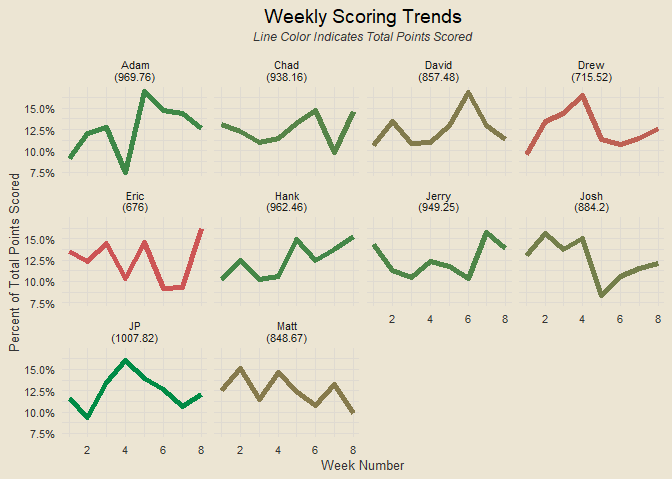 Weekly Scoring Trends
Line Color Indicates Total Points Scored
Adam
(969.76)
Chad
(938.16)
David
(857.48)
Drew
(715.52)
15.0%
12.5%
10.0%
7.5%
Eric
(676)
Hank
(962.46)
Jerry
(949.25)
Josh
(884.2)
15.0%
12.5%
10.0%
7.5%
2 4 6 8
2 4 6 8
JP
(1007.82)
Matt
(848.67)
15.0%
12.5%
10.0%
7.5%
2 4 6 8
2 4 6 8
Percent of Total Points Scored
Week Number